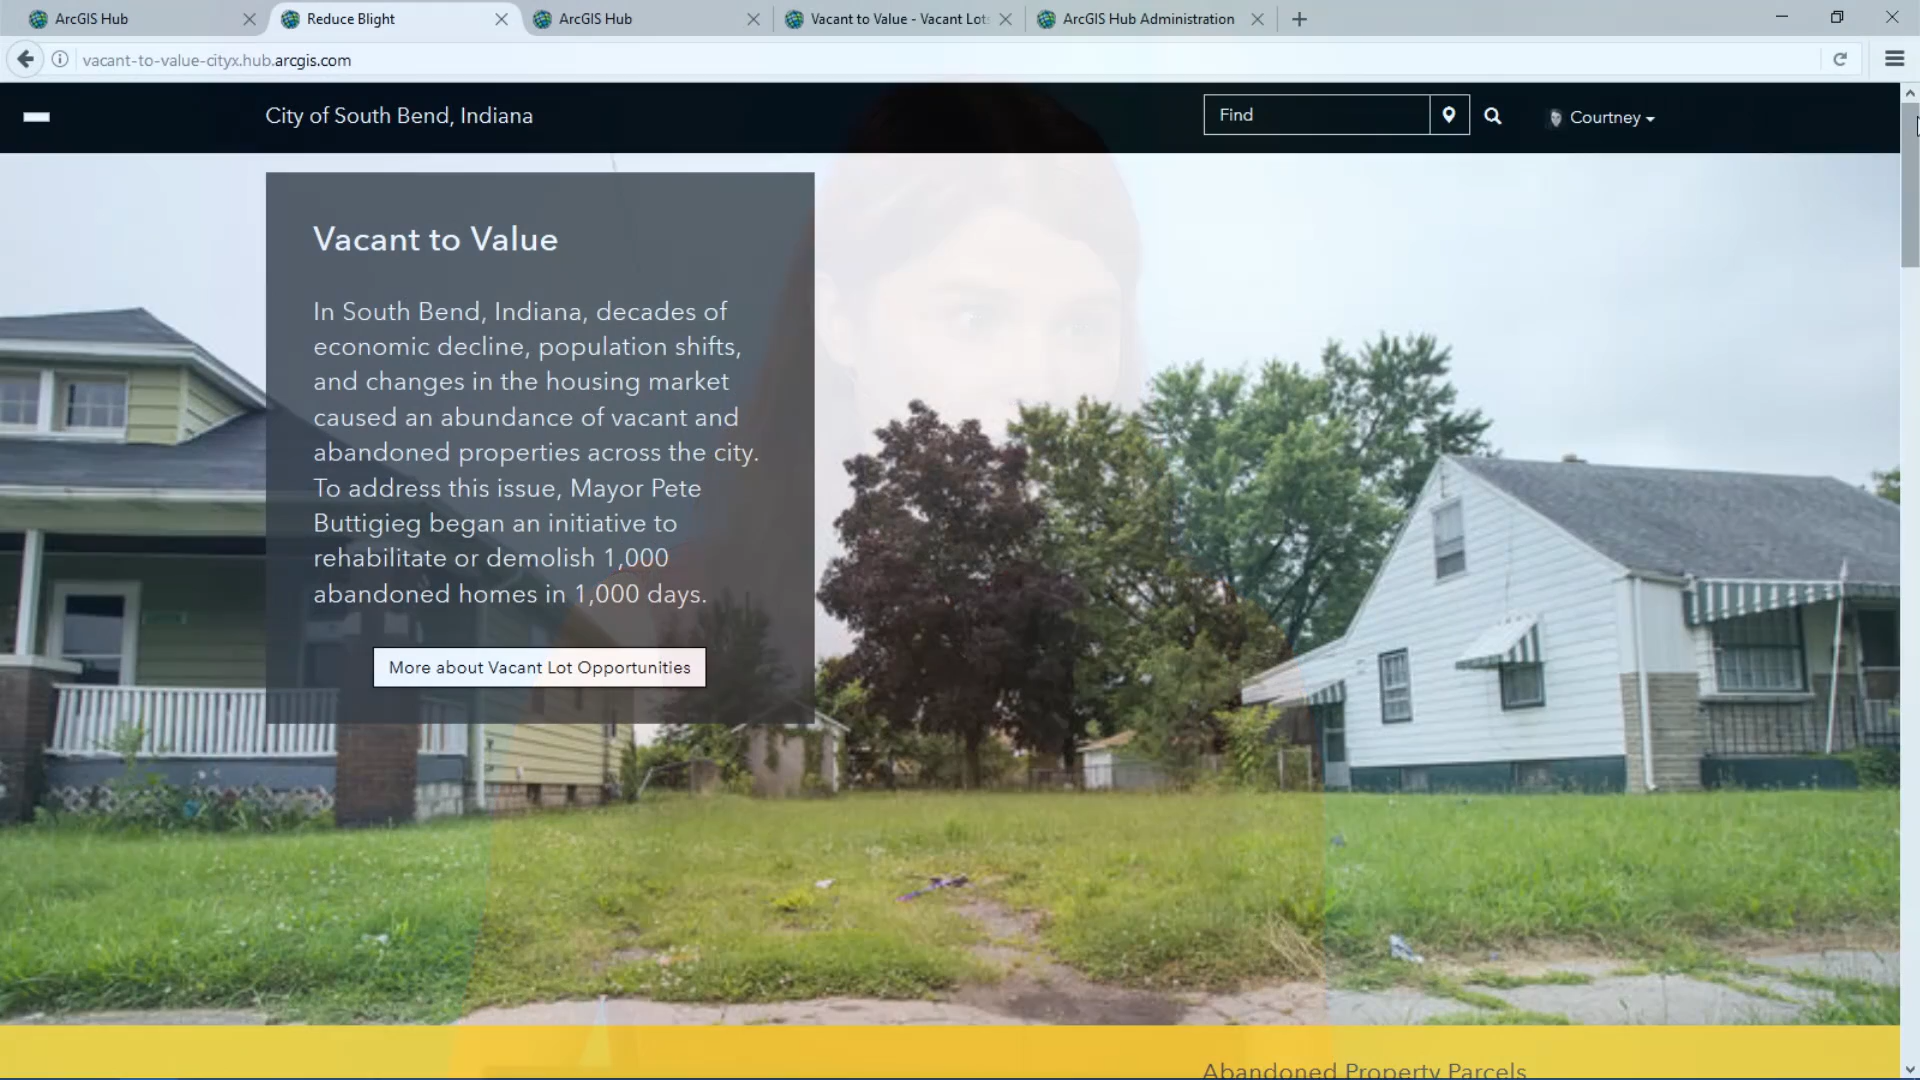 ArcGIS Hub
Reduce Blight
ArcGIS Hub
Vacant to Value - Vacant Lots
ArcGIS Hub Administration
vacant-to-value-cityx.hub.arcgis.com
City of South Bend, Indiana
Find
Courtney
Vacant to Value
In South Bend, Indiana, decades of
economic decline, population shifts,
and changes in the housing market
caused an abundance of vacant and
abandoned properties across the city.
To address this issue, Mayor Pete
Buttigieg began an initiative to
rehabilitate or demolish 1,000
abandoned homes in 1,000 days.
More about Vacant Lot Opportunities
Abandoned Property Parcels